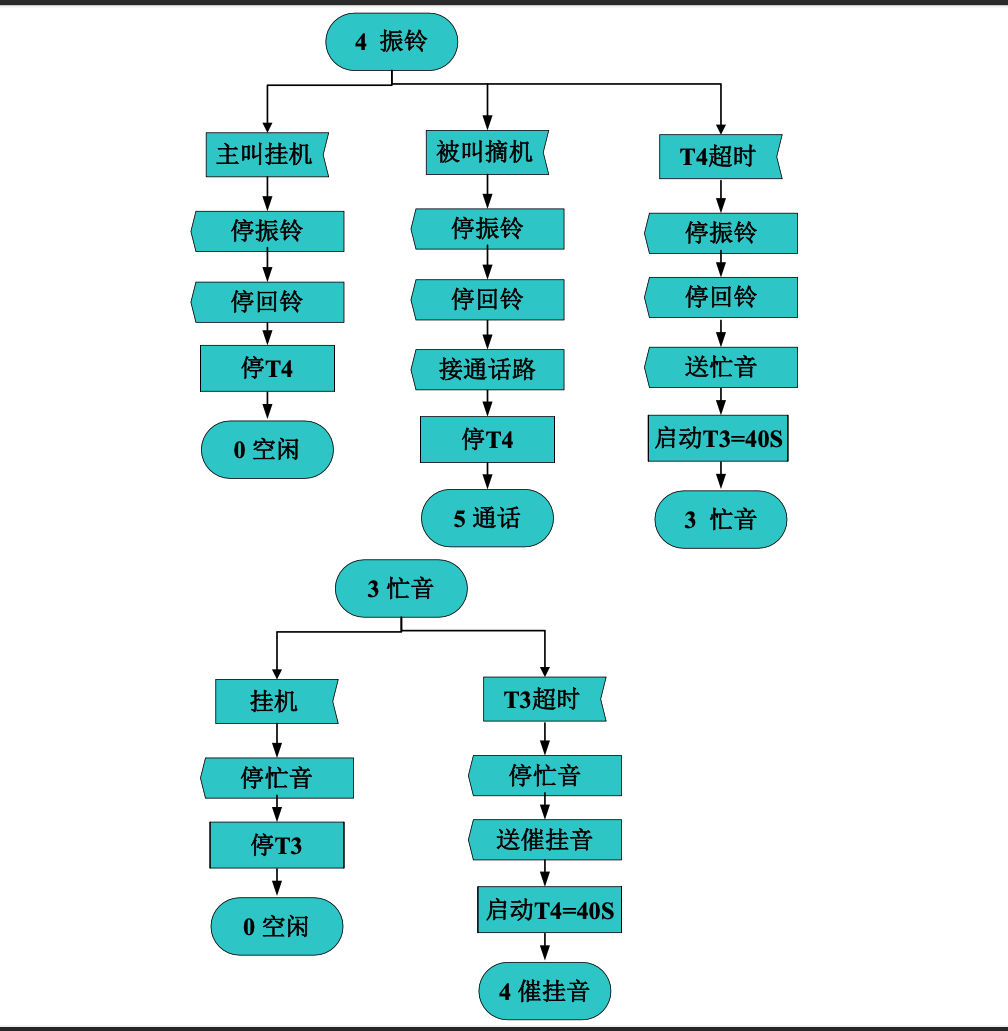 4 振铃
主叫挂机
停振铃
停回铃
停T4
0 空闲
被叫摘机
停振铃
停回铃
接通话路
停T4
5 通话
T4超时
停振铃
停回铃
送忙音
启动T3=40S
3 忙音
3 忙音
挂机
停忙音
停T3
0 空闲
T3超时
停忙音
送催挂音
启动T4=40S
4 催挂音